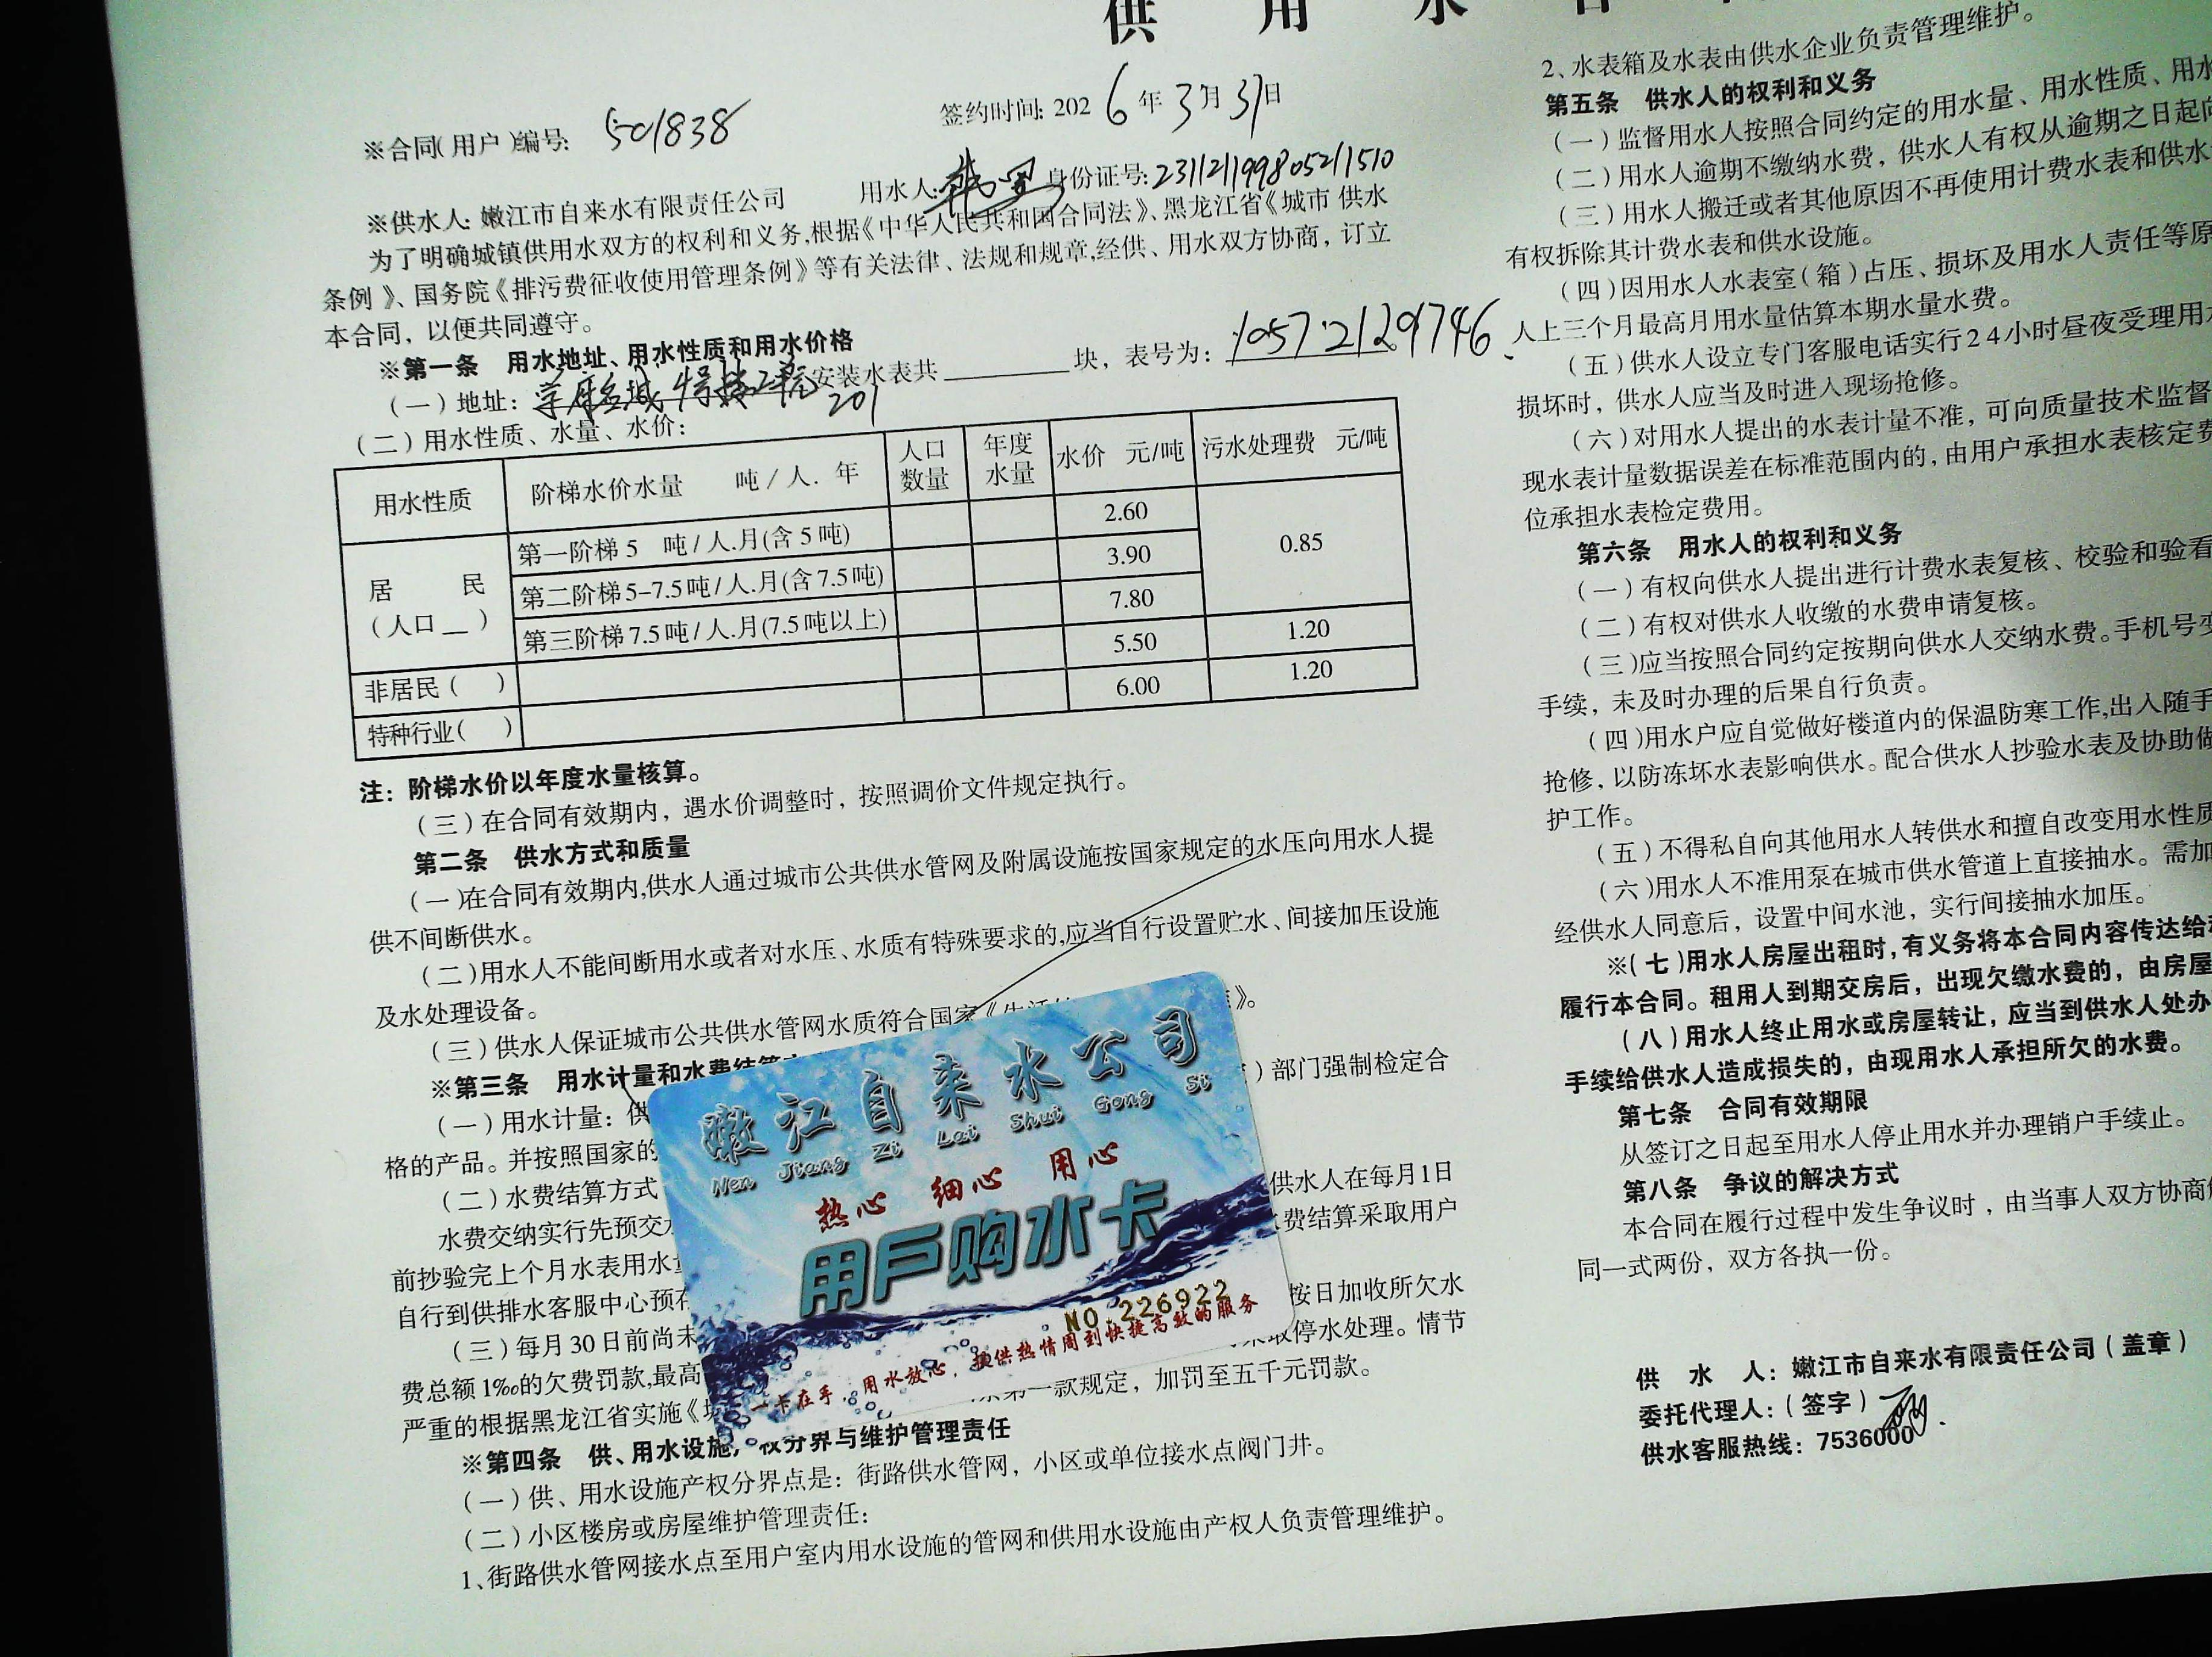 供 用 水
※合同(用户)编号: 501838
签约时间: 2026年3月31日
※供水人: 嫩江市自来水有限责任公司 用水人: 身份证号: 231121199805211510
为了明确城镇供用水双方的权利和义务,根据《中华人民共和国合同法》、黑龙江省《城市 供水
条例 》、国务院《排污费征收使用管理条例》等有关法律、法规和规章,经供、用水双方协商，订立
本合同，以便共同遵守。
※第一条 用水地址、用水性质和用水价格
(一)地址: 名城 4号楼2单元 201 安装水表共____块，表号为: 105721219746
(二)用水性质、水量、水价:
用水性质 阶梯水价水量 吨/人. 年 人口数量 年度水量 水价 元/吨 污水处理费 元/吨
居 民 (人口__) 第一阶梯 5 吨/人.月(含 5 吨) 2.60 0.85
第二阶梯 5-7.5吨/人.月(含 7.5吨) 3.90
第三阶梯 7.5吨/人.月(7.5吨以上) 7.80
非居民( ) 5.50 1.20
特种行业( ) 6.00 1.20
注: 阶梯水价以年度水量核算。
(三)在合同有效期内，遇水价调整时，按照调价文件规定执行。
第二条 供水方式和质量
(一)在合同有效期内,供水人通过城市公共供水管网及附属设施按国家规定的水压向用水人提
供不间断供水。
(二)用水人不能间断用水或者对水压、水质有特殊要求的,应当自行设置贮水、间接加压设施
及水处理设备。
(三)供水人保证城市公共供水管网水质符合国家《 》。
※第三条 用水计量和水费结算
(一)用水计量: 供 )部门强制检定合
格的产品。并按照国家的
(二)水费结算方式
水费交纳实行先预交 供水人在每月1日
前抄验完上个月水表用水 费结算采取用户
自行到供排水客服中心预存
(三)每月 30 日前尚未 按日加收所欠水
费总额 1‰的欠费罚款,最高 停水处理。情节
严重的根据黑龙江省实施《 第一款规定，加罚至五千元罚款。
※第四条 供、用水设施 权分界与维护管理责任
(一)供、用水设施产权分界点是: 街路供水管网，小区或单位接水点阀门井。
(二)小区楼房或房屋维护管理责任:
1、街路供水管网接水点至用户室内用水设施的管网和供用水设施由产权人负责管理维护。
嫩江自来水公司
Nen Jiang Zi Lai Shui Gong Si
热心 细心 用心
用户购水卡
NO.226922
一卡在手，用水放心，提供热情周到快捷高效的服务
2、水表箱及水表由供水企业负责管理维护。
第五条 供水人的权利和义务
(一)监督用水人按照合同约定的用水量、用水性质、用水
(二)用水人逾期不缴纳水费，供水人有权从逾期之日起向
(三)用水人搬迁或者其他原因不再使用计费水表和供水
有权拆除其计费水表和供水设施。
(四)因用水人水表室(箱)占压、损坏及用水人责任等原
人上三个月最高月用水量估算本期水量水费。
(五)供水人设立专门客服电话实行24小时昼夜受理用
损坏时，供水人应当及时进入现场抢修。
(六)对用水人提出的水表计量不准，可向质量技术监督
现水表计量数据误差在标准范围内的，由用户承担水表核定费
位承担水表检定费用。
第六条 用水人的权利和义务
(一)有权向供水人提出进行计费水表复核、校验和验看
(二)有权对供水人收缴的水费申请复核。
(三)应当按照合同约定按期向供水人交纳水费。手机号变
手续，未及时办理的后果自行负责。
(四)用水户应自觉做好楼道内的保温防寒工作,出入随手
抢修，以防冻坏水表影响供水。配合供水人抄验水表及协助做
护工作。
(五)不得私自向其他用水人转供水和擅自改变用水性质
(六)用水人不准用泵在城市供水管道上直接抽水。需加
经供水人同意后，设置中间水池，实行间接抽水加压。
※(七)用水人房屋出租时,有义务将本合同内容传达给
履行本合同。租用人到期交房后，出现欠缴水费的，由房屋
(八)用水人终止用水或房屋转让，应当到供水人处办
手续给供水人造成损失的，由现用水人承担所欠的水费。
第七条 合同有效期限
从签订之日起至用水人停止用水并办理销户手续止。
第八条 争议的解决方式
本合同在履行过程中发生争议时，由当事人双方协商
同一式两份，双方各执一份。
供 水 人: 嫩江市自来水有限责任公司(盖章)
委托代理人: (签字)
供水客服热线: 7536000